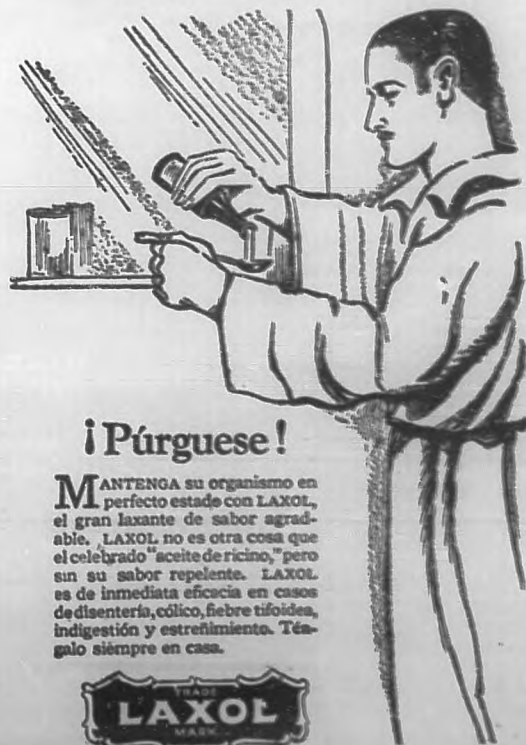 ¡Púrguese!
MANTENGA su organismo en
perfecto estado con LAXOL,
el gran laxante de sabor agrad-
able. LAXOL no es otra cosa que
el celebrado "aceite de ricino," pero
sin su sabor repelente. LAXOL
es de inmediata eficacia en casos
de disentería, cólico, fiebre tifoidea,
indigestión y estreñimiento. Tén-
galo siempre en casa.
TRADE
LAXOL
MARK